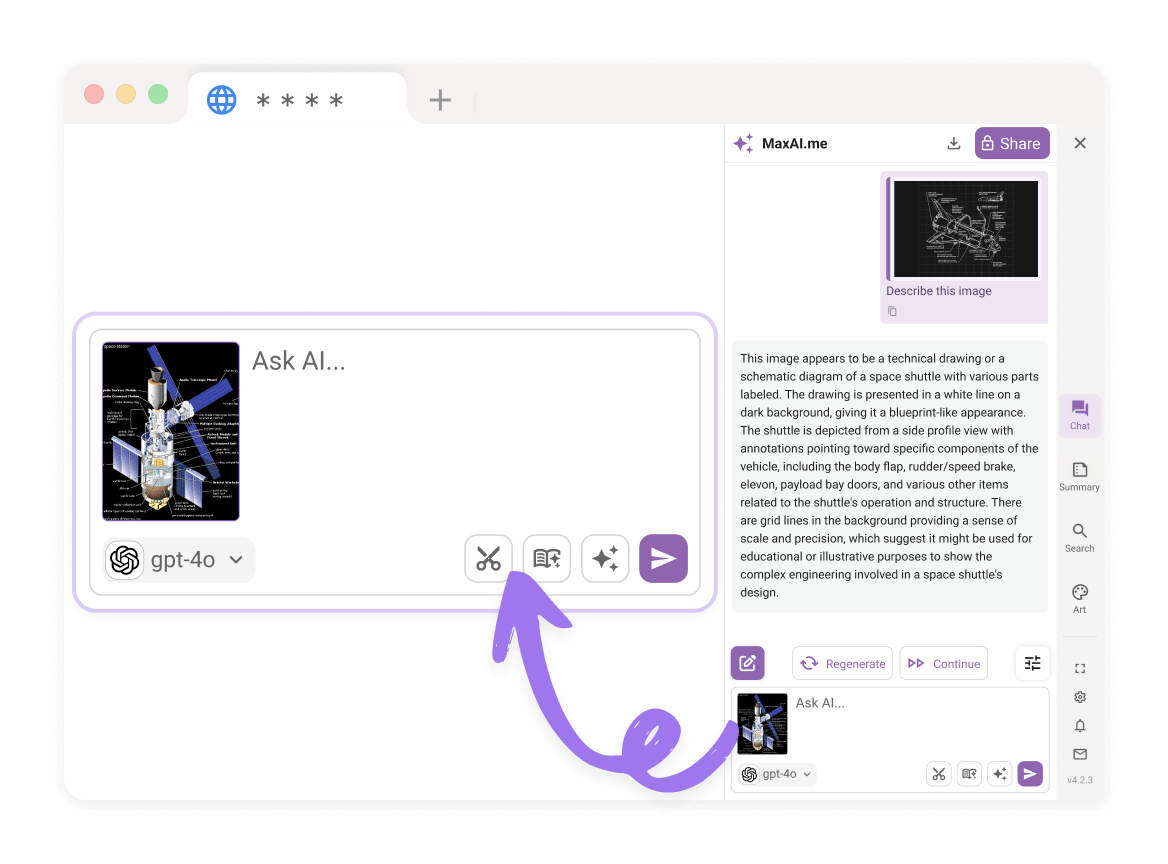 * * * *
MaxAI.me
Share
Describe this image
This image appears to be a technical drawing or a
schematic diagram of a space shuttle with various parts
labeled. The drawing is presented in a white line on a
dark background, giving it a blueprint-like appearance.
The shuttle is depicted from a side profile view with
annotations pointing toward specific components of the
vehicle, including the body flap, rudder/speed brake,
elevon, payload bay doors, and various other items
related to the shuttle's operation and structure. There
are grid lines in the background providing a sense of
scale and precision, which suggest it might be used for
educational or illustrative purposes to show the
complex engineering involved in a space shuttle's
design.
Regenerate
Continue
Ask AI...
gpt-4o
Chat
Summary
Search
Art
v4.2.3
space station
Apollo Telescope Mount
Ask AI...
gpt-4o